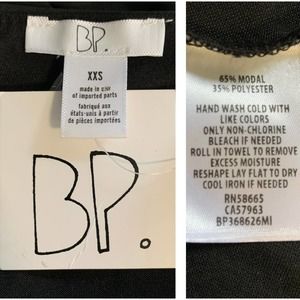 BP.
XXS
made in USA
of imported parts
fabriqué aux
états-unis à partir
de pièces importées
BP.
65% MODAL
35% POLYESTER
HAND WASH COLD WITH
LIKE COLORS
ONLY NON-CHLORINE
BLEACH IF NEEDED
ROLL IN TOWEL TO REMOVE
EXCESS MOISTURE
RESHAPE LAY FLAT TO DRY
COOL IRON IF NEEDED
RN58665
CA57963
BP368626MI